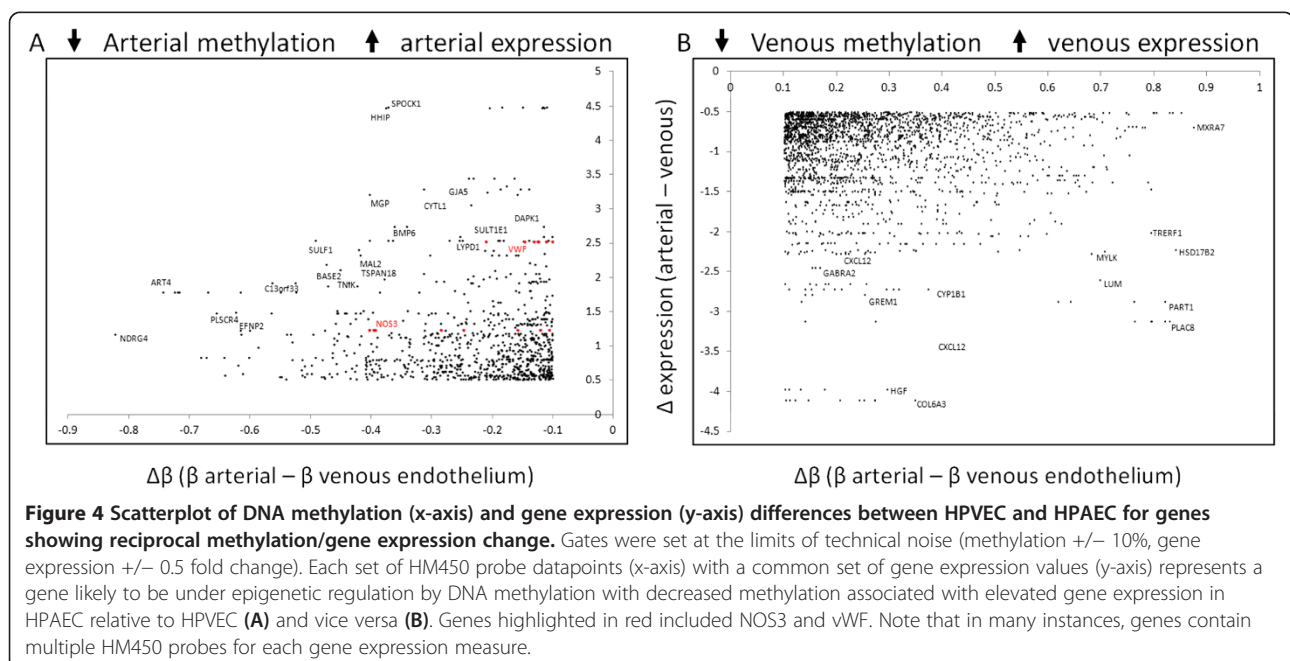 A ↓ Arterial methylation ↑ arterial expression
5
4.5
4
3.5
3
2.5
2
1.5
1
0.5
0
-0.9 -0.8 -0.7 -0.6 -0.5 -0.4 -0.3 -0.2 -0.1 0
SPOCK1
HHIP
GJA5
MGP
CYTL1
DAPK1
BMP6
SULT1E1
SULF1
LYPD1
VWF
MAL2
BASE2
TSPAN18
ART4
C13orf33
TNIK
PLSCR4
EFNP2
NOS3
NDRG4
Δβ (β arterial – β venous endothelium)
B ↓ Venous methylation ↑ venous expression
0 0.1 0.2 0.3 0.4 0.5 0.6 0.7 0.8 0.9 1
0
-0.5
-1
-1.5
-2
-2.5
-3
-3.5
-4
-4.5
Δ expression (arterial – venous)
MXRA7
TRERF1
HSD17B2
MYLK
CXCL12
GABRA2
LUM
CYP1B1
GREM1
PART1
PLAC8
CXCL12
HGF
COL6A3
Δβ (β arterial – β venous endothelium)
Figure 4 Scatterplot of DNA methylation (x-axis) and gene expression (y-axis) differences between HPVEC and HPAEC for genes
showing reciprocal methylation/gene expression change. Gates were set at the limits of technical noise (methylation +/− 10%, gene
expression +/− 0.5 fold change). Each set of HM450 probe datapoints (x-axis) with a common set of gene expression values (y-axis) represents a
gene likely to be under epigenetic regulation by DNA methylation with decreased methylation associated with elevated gene expression in
HPAEC relative to HPVEC (A) and vice versa (B). Genes highlighted in red included NOS3 and vWF. Note that in many instances, genes contain
multiple HM450 probes for each gene expression measure.